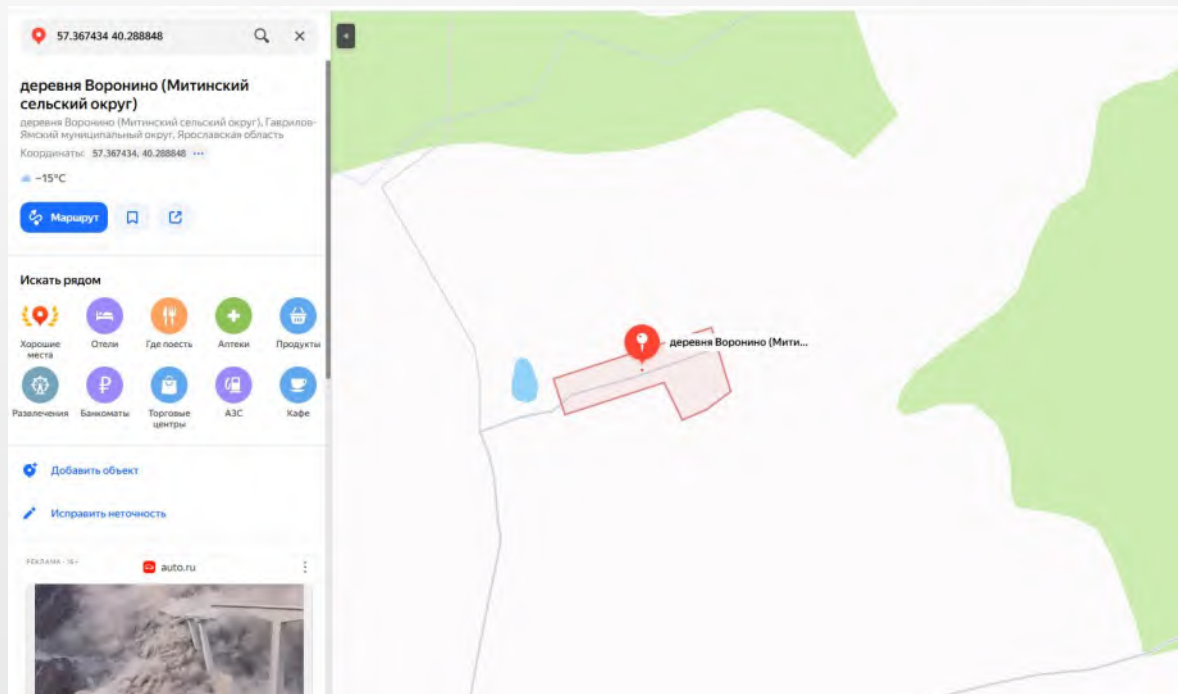 57.367434 40.288848
деревня Воронино (Митинский
сельский округ)
деревня Воронино (Митинский сельский округ), Гаврилов-
Ямский муниципальный округ, Ярославская область
Координаты: 57.367434, 40.288848 ...
−15°C
Маршрут
Искать рядом
Хорошие места
Отели
Где поесть
Аптеки
Продукты
Развлечения
Банкоматы
Торговые центры
АЗС
Кафе
Добавить объект
Исправить неточность
РЕКЛАМА · 16+
auto.ru
деревня Воронино (Мити...